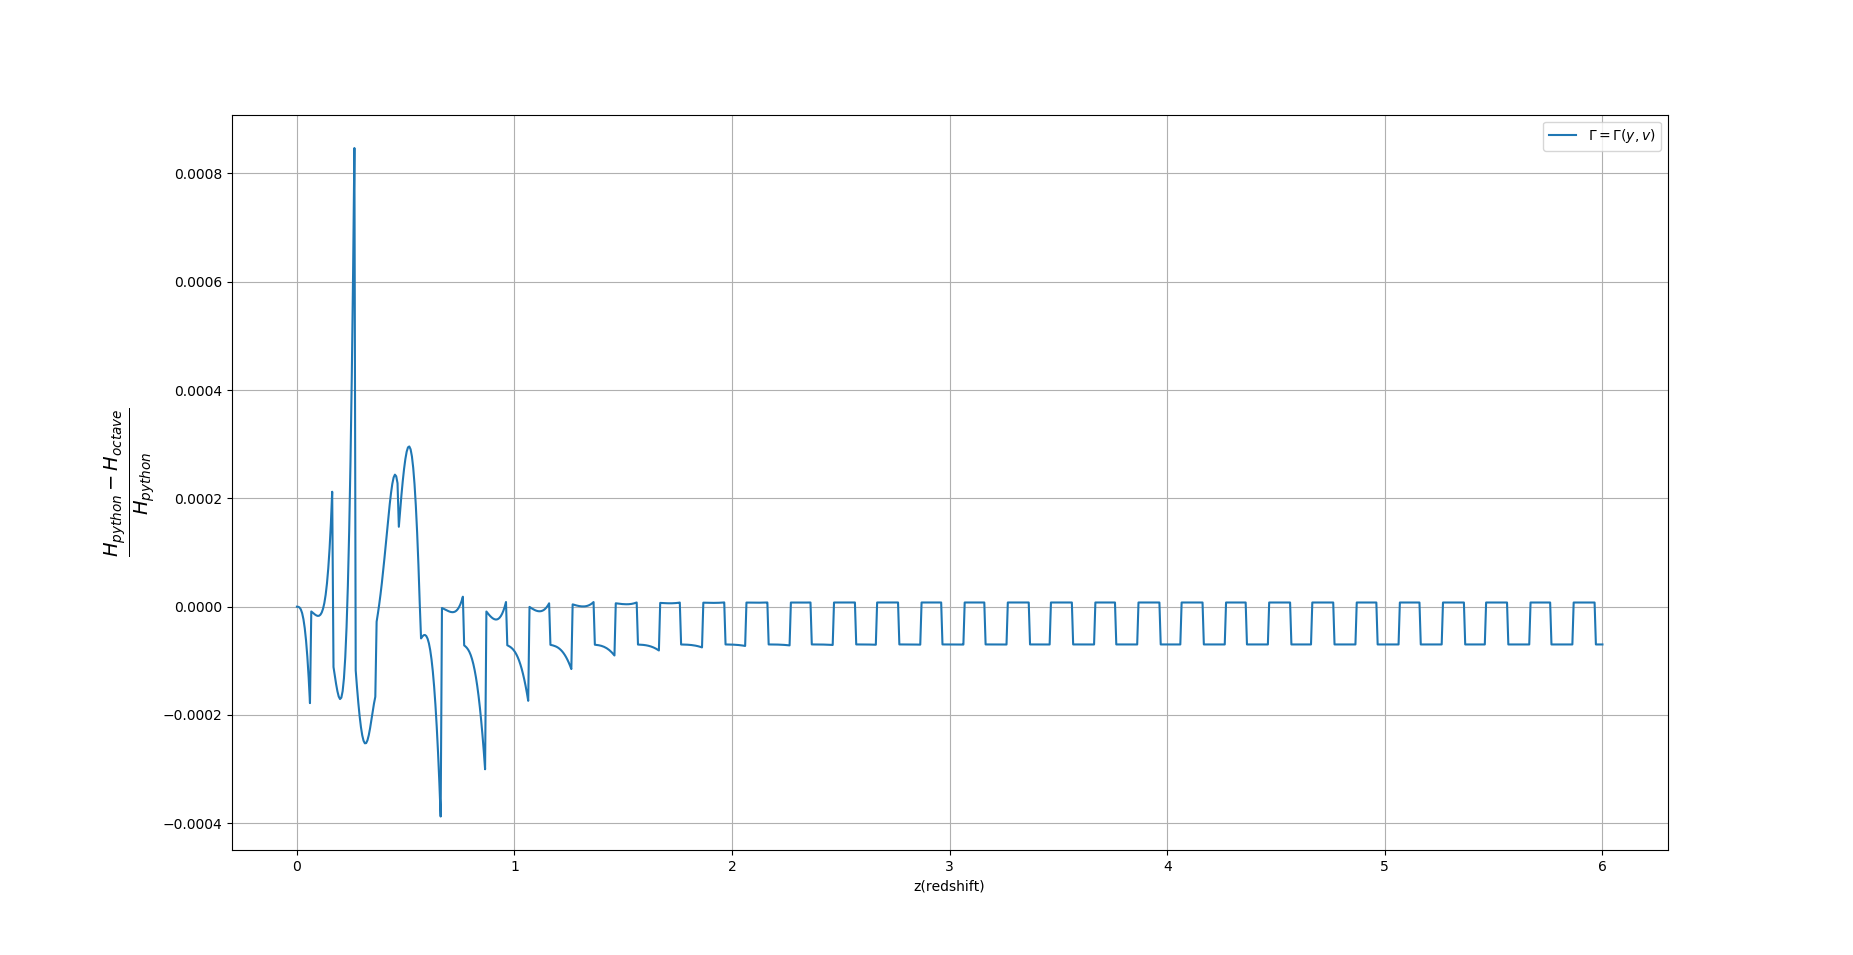 Γ = Γ(y, v)
0.0008
0.0006
0.0004
0.0002
0.0000
−0.0002
−0.0004
H_python − H_octave
H_python
0 1 2 3 4 5 6
z(redshift)